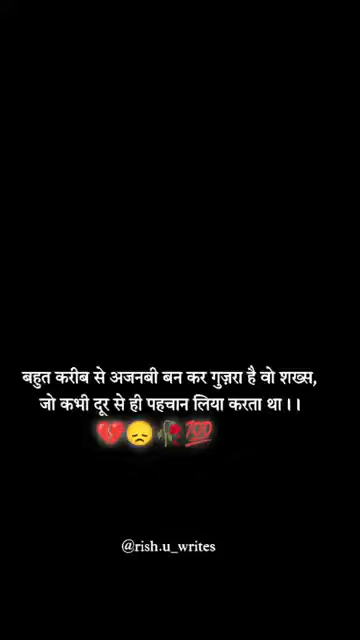 बहुत करीब से अजनबी बन कर गुज़रा है वो शख्स,
जो कभी दूर से ही पहचान लिया करता था।।
💔😞🥀💯
@rish.u_writes